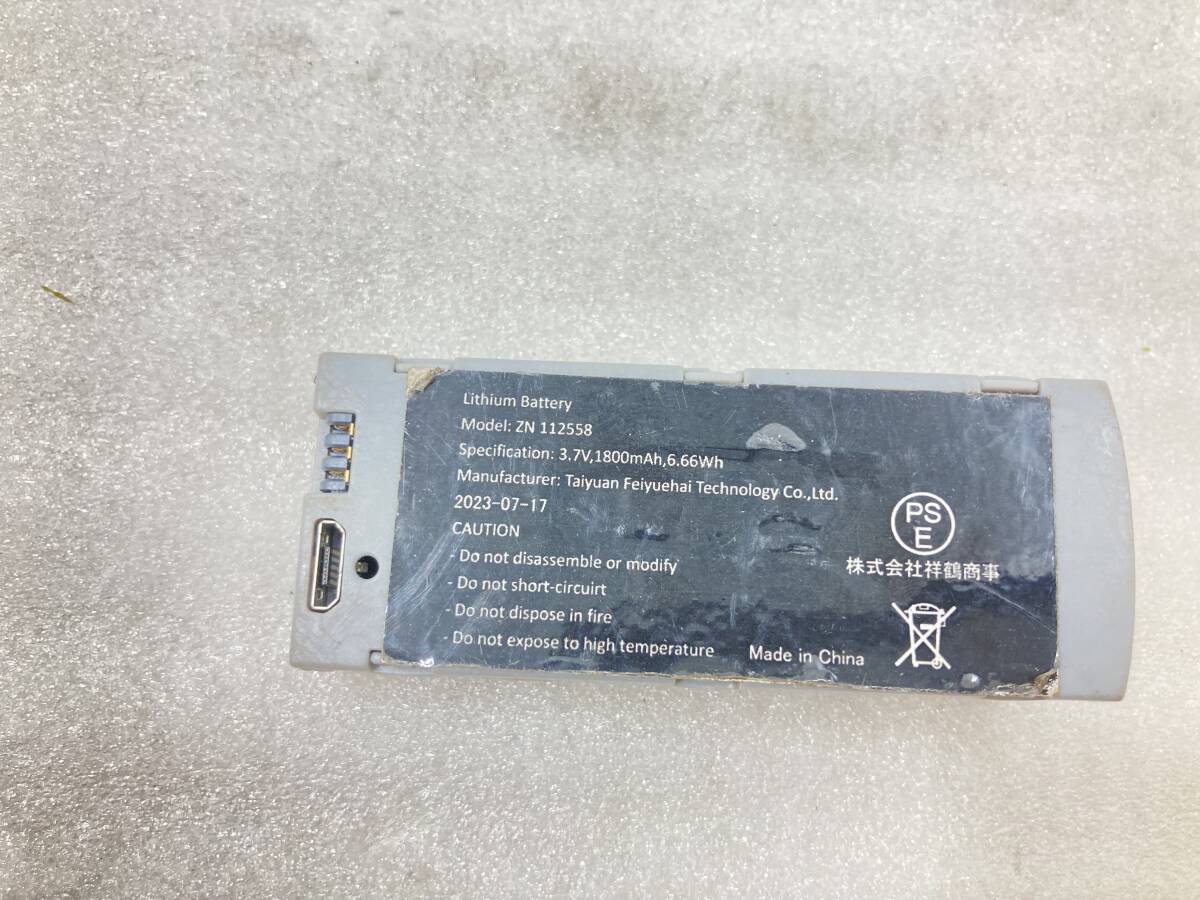 Lithium Battery
Model: ZN 112558
Specification: 3.7V,1800mAh,6.66Wh
Manufacturer: Taiyuan Feiyuehai Technology Co.,Ltd.
2023-07-17
CAUTION
- Do not disassemble or modify
- Do not short-circuirt
- Do not dispose in fire
- Do not expose to high temperature
PS
E
株式会社祥鶴商事
Made in China